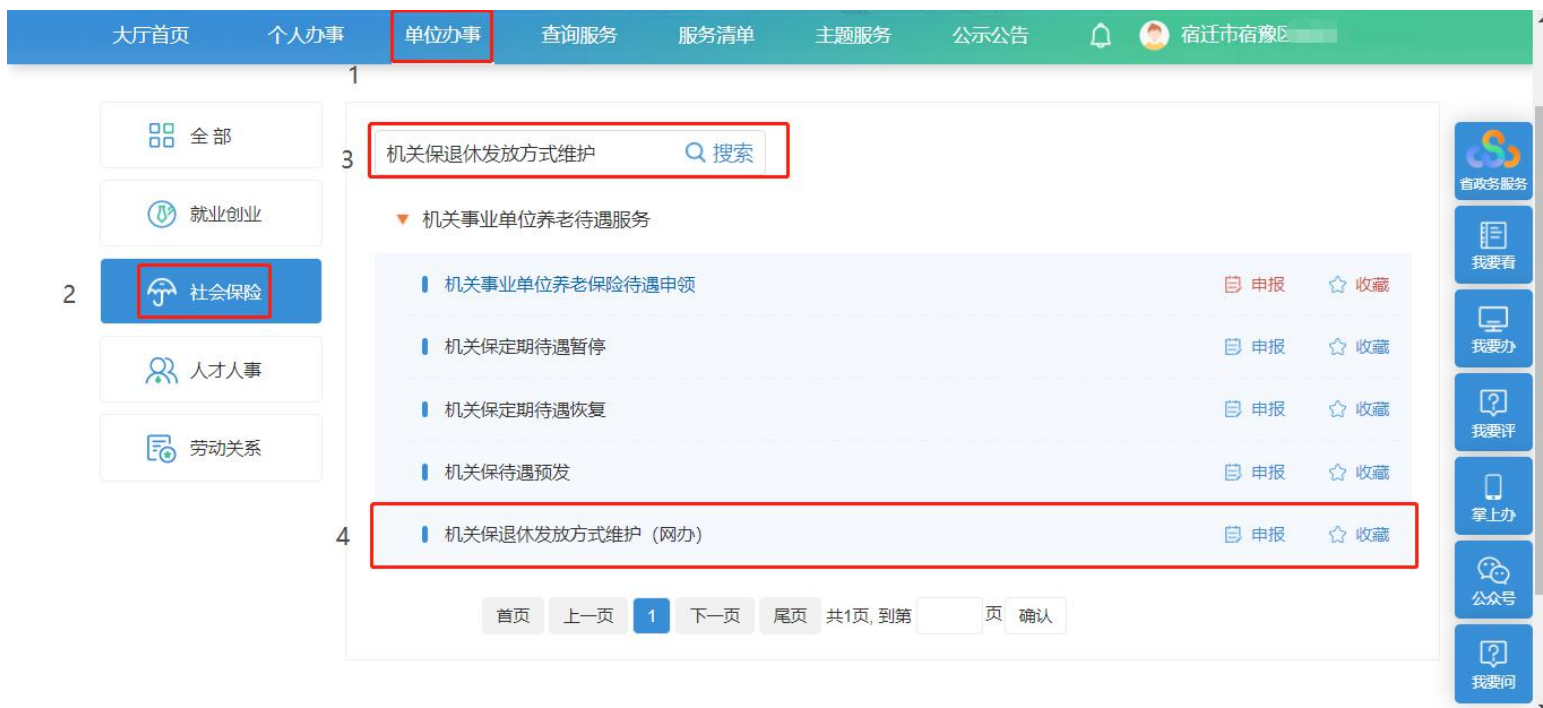 大厅首页 个人办事 单位办事 查询服务 服务清单 主题服务 公示公告 宿迁市宿豫区
1
全部
就业创业
2 社会保险
人才人事
劳动关系
3 机关保退休发放方式维护 搜索
机关事业单位养老待遇服务
机关事业单位养老保险待遇申领 申报 收藏
机关保定期待遇暂停 申报 收藏
机关保定期待遇恢复 申报 收藏
机关保待遇预发 申报 收藏
4 机关保退休发放方式维护（网办） 申报 收藏
首页 上一页 1 下一页 尾页 共1页, 到第 页 确认
省政务服务
我要看
我要办
我要评
掌上办
公众号
我要问